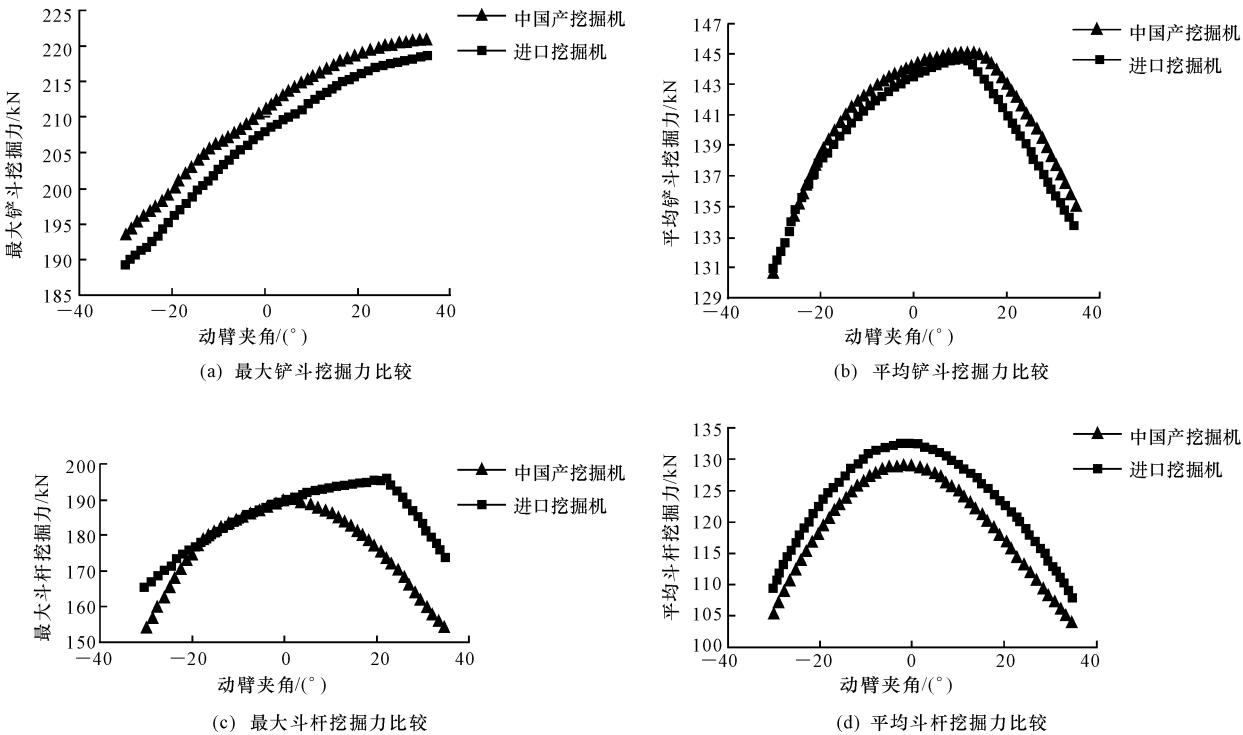 225
220
215
210
205
200
195
190
185
最大铲斗挖掘力/kN
中国产挖掘机
进口挖掘机
－40
－20
0
20
40
动臂夹角/(°)
(a) 最大铲斗挖掘力比较
147
145
143
141
139
137
135
133
131
129
平均铲斗挖掘力/kN
中国产挖掘机
进口挖掘机
－40
－20
0
20
40
动臂夹角/(°)
(b) 平均铲斗挖掘力比较
200
190
180
170
160
150
最大斗杆挖掘力/kN
中国产挖掘机
进口挖掘机
－40
－20
0
20
40
动臂夹角/(°)
(c) 最大斗杆挖掘力比较
135
130
125
120
115
110
105
100
平均斗杆挖掘力/kN
中国产挖掘机
进口挖掘机
－40
－20
0
20
40
动臂夹角/(°)
(d) 平均斗杆挖掘力比较